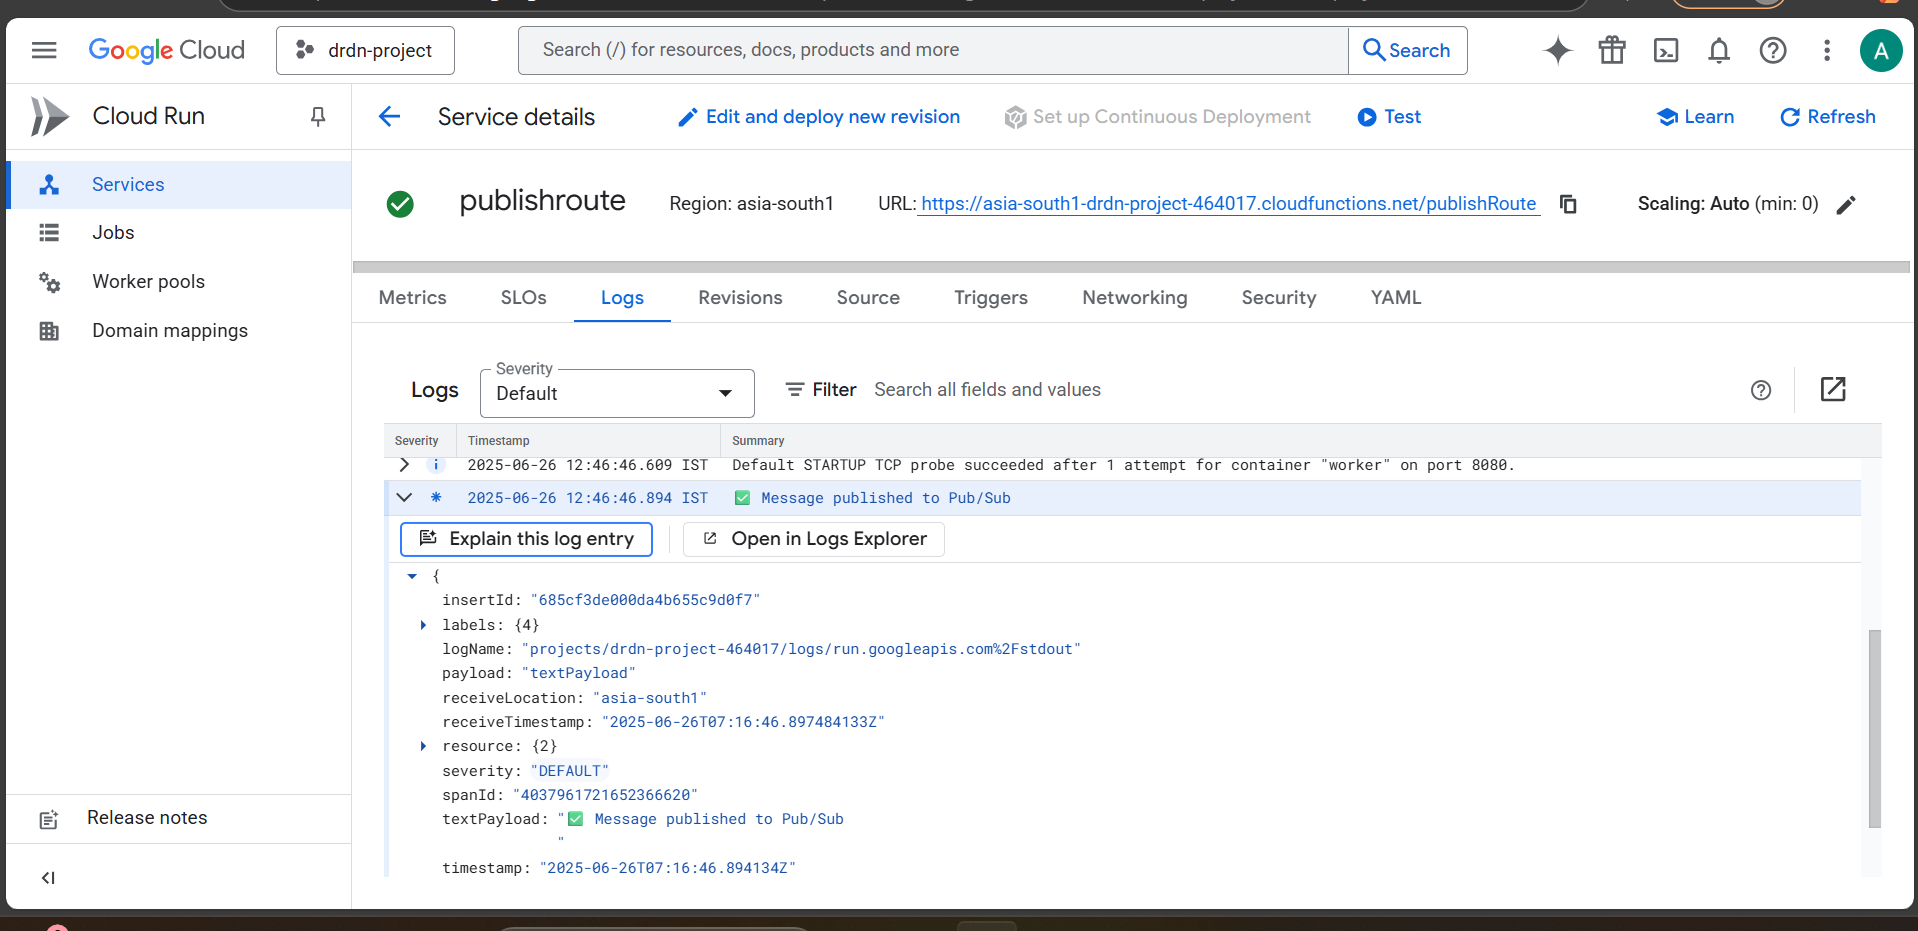 Google Cloud
drdn-project
Search (/) for resources, docs, products and more
Search
A
Cloud Run
Service details
Edit and deploy new revision
Set up Continuous Deployment
Test
Learn
Refresh
Services
Jobs
Worker pools
Domain mappings
Release notes
publishroute
Region: asia-south1
URL: https://asia-south1-drdn-project-464017.cloudfunctions.net/publishRoute
Scaling: Auto (min: 0)
Metrics
SLOs
Logs
Revisions
Source
Triggers
Networking
Security
YAML
Logs
Severity
Default
Filter
Search all fields and values
Severity Timestamp Summary
2025-06-26 12:46:46.609 IST Default STARTUP TCP probe succeeded after 1 attempt for container "worker" on port 8080.
2025-06-26 12:46:46.894 IST ✅ Message published to Pub/Sub
Explain this log entry
Open in Logs Explorer
{
insertId: "685cf3de000da4b655c9d0f7"
labels: {4}
logName: "projects/drdn-project-464017/logs/run.googleapis.com%2Fstdout"
payload: "textPayload"
receiveLocation: "asia-south1"
receiveTimestamp: "2025-06-26T07:16:46.897484133Z"
resource: {2}
severity: "DEFAULT"
spanId: "4037961721652366620"
textPayload: "✅ Message published to Pub/Sub
"
timestamp: "2025-06-26T07:16:46.894134Z"